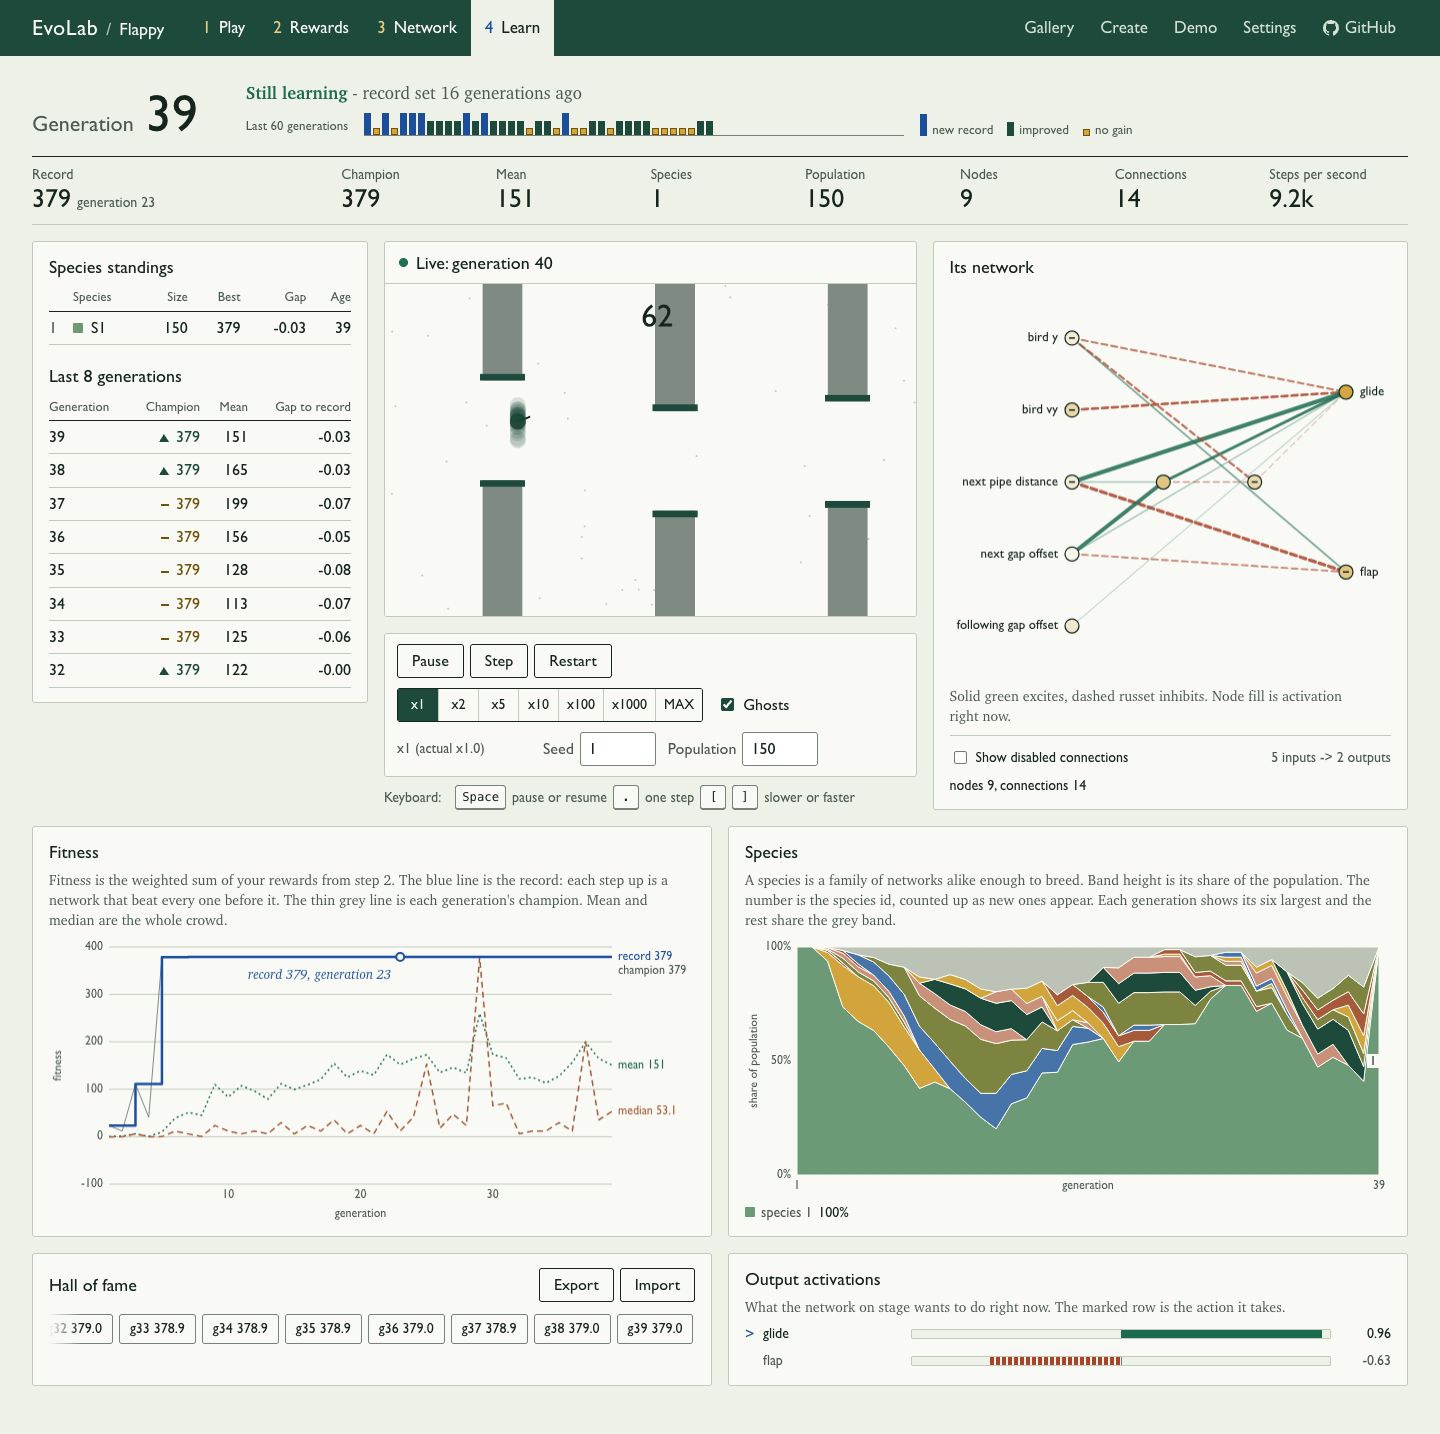 EvoLab / Flappy
1 Play
2 Rewards
3 Network
4 Learn
Gallery
Create
Demo
Settings
GitHub
Generation 39
Still learning - record set 16 generations ago
Last 60 generations
new record
improved
no gain
Record
379 generation 23
Champion
379
Mean
151
Species
1
Population
150
Nodes
9
Connections
14
Steps per second
9.2k
Species standings
Species Size Best Gap Age
1 S1 150 379 -0.03 39
Last 8 generations
Generation Champion Mean Gap to record
39 ▲ 379 151 -0.03
38 ▲ 379 165 -0.03
37 – 379 199 -0.07
36 – 379 156 -0.05
35 – 379 128 -0.08
34 – 379 113 -0.07
33 – 379 125 -0.06
32 ▲ 379 122 -0.00
Live: generation 40
62
Pause
Step
Restart
x1 x2 x5 x10 x100 x1000 MAX
Ghosts
x1 (actual x1.0)
Seed 1
Population 150
Keyboard: Space pause or resume . one step [ ] slower or faster
Its network
bird y
bird vy
next pipe distance
next gap offset
following gap offset
glide
flap
Solid green excites, dashed russet inhibits. Node fill is activation
right now.
Show disabled connections
5 inputs -> 2 outputs
nodes 9, connections 14
Fitness
Fitness is the weighted sum of your rewards from step 2. The blue line is the record: each step up is a
network that beat every one before it. The thin grey line is each generation's champion. Mean and
median are the whole crowd.
400
300
200
100
0
-100
fitness
10
20
30
generation
record 379, generation 23
record 379
champion 379
mean 151
median 53.1
Species
A species is a family of networks alike enough to breed. Band height is its share of the population. The
number is the species id, counted up as new ones appear. Each generation shows its six largest and the
rest share the grey band.
100%
50%
0%
share of population
1
1
generation
39
species 1 100%
Hall of fame
Export
Import
g32 379.0
g33 378.9
g34 378.9
g35 378.9
g36 379.0
g37 378.9
g38 379.0
g39 379.0
Output activations
What the network on stage wants to do right now. The marked row is the action it takes.
> glide 0.96
flap -0.63